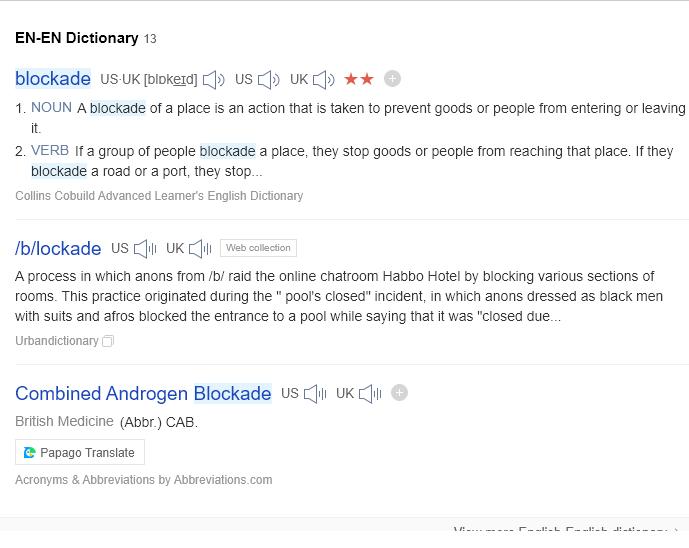 EN-EN Dictionary 13
blockade US·UK [blɒkeɪd] US UK ★★
1. NOUN A blockade of a place is an action that is taken to prevent goods or people from entering or leaving
it.
2. VERB If a group of people blockade a place, they stop goods or people from reaching that place. If they
blockade a road or a port, they stop...
Collins Cobuild Advanced Learner's English Dictionary
/b/lockade US UK Web collection
A process in which anons from /b/ raid the online chatroom Habbo Hotel by blocking various sections of
rooms. This practice originated during the " pool's closed" incident, in which anons dressed as black men
with suits and afros blocked the entrance to a pool while saying that it was "closed due...
Urbandictionary
Combined Androgen Blockade US UK
British Medicine (Abbr.) CAB.
Papago Translate
Acronyms & Abbreviations by Abbreviations.com
View more English-English dictionary